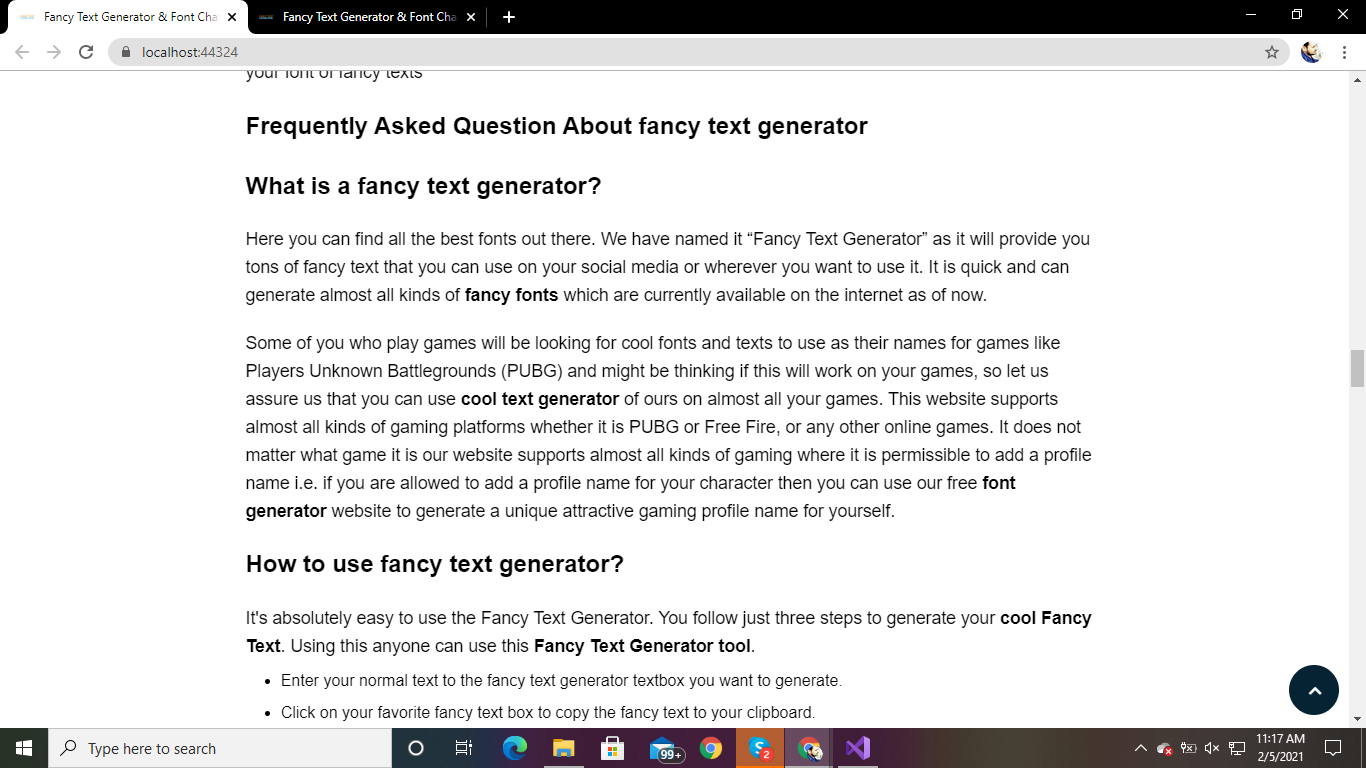 Fancy Text Generator & Font Cha
Fancy Text Generator & Font Cha
localhost:44324
your font of fancy texts
Frequently Asked Question About fancy text generator
What is a fancy text generator?
Here you can find all the best fonts out there. We have named it “Fancy Text Generator” as it will provide you
tons of fancy text that you can use on your social media or wherever you want to use it. It is quick and can
generate almost all kinds of fancy fonts which are currently available on the internet as of now.
Some of you who play games will be looking for cool fonts and texts to use as their names for games like
Players Unknown Battlegrounds (PUBG) and might be thinking if this will work on your games, so let us
assure us that you can use cool text generator of ours on almost all your games. This website supports
almost all kinds of gaming platforms whether it is PUBG or Free Fire, or any other online games. It does not
matter what game it is our website supports almost all kinds of gaming where it is permissible to add a profile
name i.e. if you are allowed to add a profile name for your character then you can use our free font
generator website to generate a unique attractive gaming profile name for yourself.
How to use fancy text generator?
It's absolutely easy to use the Fancy Text Generator. You follow just three steps to generate your cool Fancy
Text. Using this anyone can use this Fancy Text Generator tool.
• Enter your normal text to the fancy text generator textbox you want to generate.
• Click on your favorite fancy text box to copy the fancy text to your clipboard.
Type here to search
99+
2
11:17 AM
2/5/2021